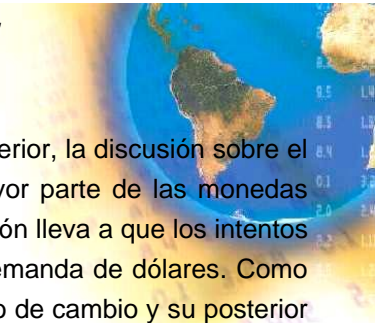 erior, la discusión sobre el
yor parte de las monedas
ión lleva a que los intentos
emanda de dólares. Como
o de cambio y su posterior